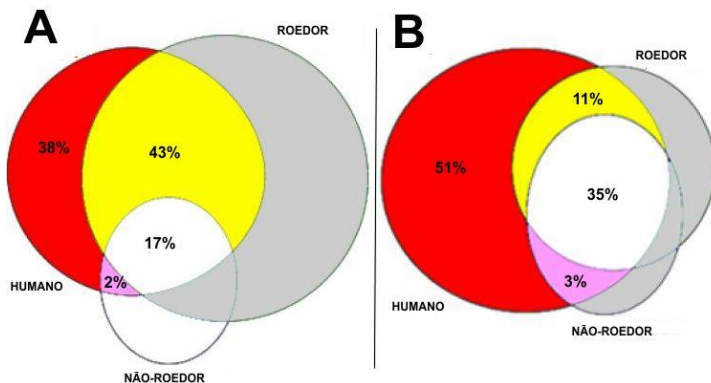 A
ROEDOR
38%
43%
17%
2%
HUMANO
NÃO-ROEDOR
B
ROEDOR
11%
51%
35%
3%
HUMANO
NÃO-ROEDOR